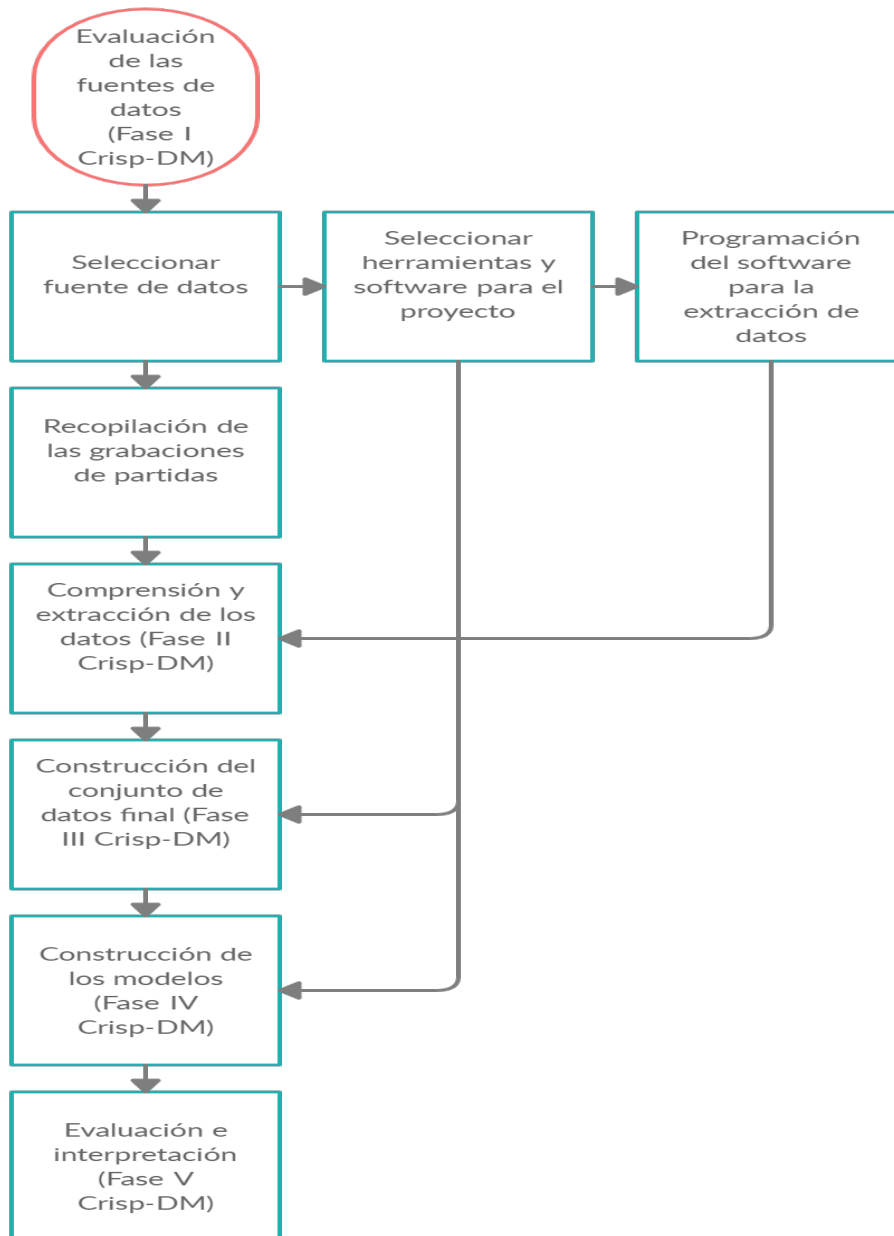 Evaluación
de las
fuentes de
datos
(Fase I
Crisp-DM)
Seleccionar
fuente de datos
Seleccionar
herramientas y
software para el
proyecto
Programación
del software
para la
extracción de
datos
Recopilación de
las grabaciones
de partidas
Comprensión y
extracción de los
datos (Fase II
Crisp-DM)
Construcción del
conjunto de
datos final (Fase
III Crisp-DM)
Construcción de
los modelos
(Fase IV
Crisp-DM)
Evaluación e
interpretación
(Fase V
Crisp-DM)